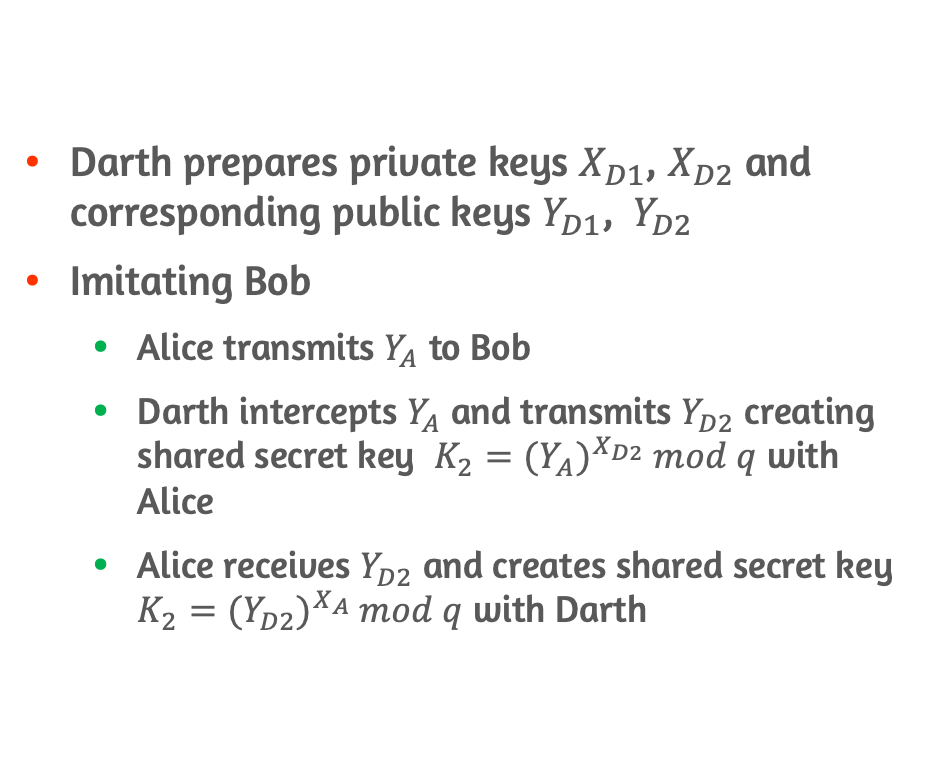 • Darth prepares private keys X_{D1}, X_{D2} and
corresponding public keys Y_{D1}, Y_{D2}
• Imitating Bob
• Alice transmits Y_A to Bob
• Darth intercepts Y_A and transmits Y_{D2} creating
shared secret key K_2 = (Y_A)^{X_{D2}} mod q with
Alice
• Alice receives Y_{D2} and creates shared secret key
K_2 = (Y_{D2})^{X_A} mod q with Darth